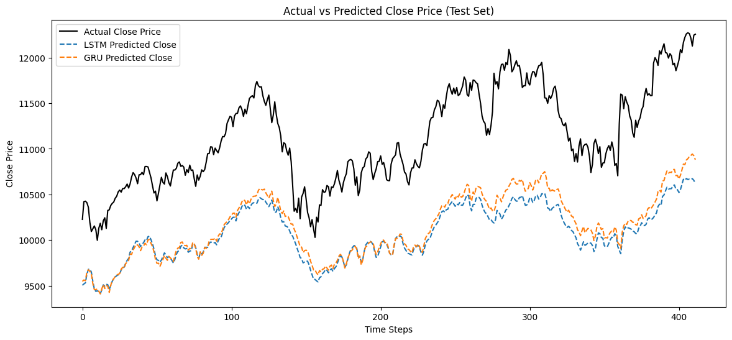 Actual vs Predicted Close Price (Test Set)
Actual Close Price
LSTM Predicted Close
GRU Predicted Close
Close Price
12000
11500
11000
10500
10000
9500
0
100
200
300
400
Time Steps